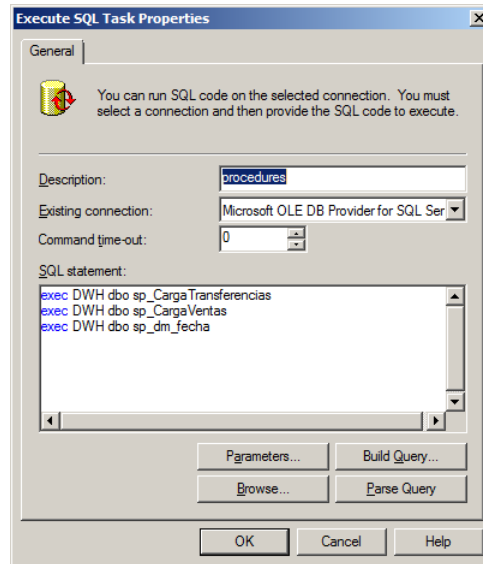 Execute SQL Task Properties
General
You can run SQL code on the selected connection. You must
select a connection and then provide the SQL code to execute.
Description:
procedures
Existing connection:
Microsoft OLE DB Provider for SQL Ser
Command time-out:
0
SQL statement:
exec DWH dbo sp_CargaTransferencias
exec DWH dbo sp_CargaVentas
exec DWH dbo sp_dm_fecha
Parameters...
Build Query...
Browse...
Parse Query
OK
Cancel
Help